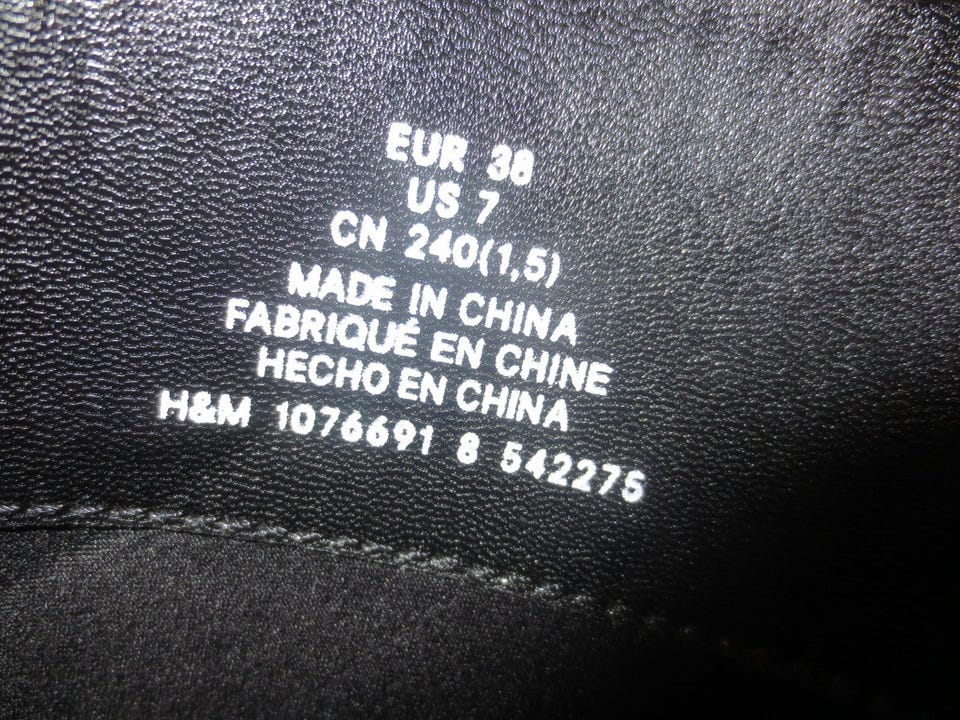 EUR 38
US 7
CN 240(1,5)
MADE IN CHINA
FABRIQUÉ EN CHINE
HECHO EN CHINA
H&M 1076691 8 542275